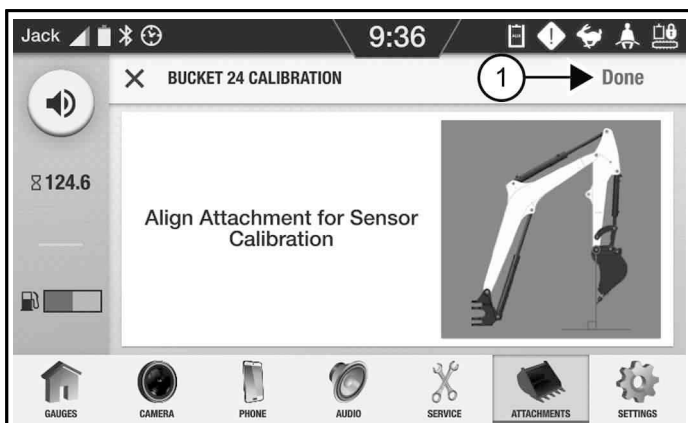 Jack
9:36
BUCKET 24 CALIBRATION
1
Done
124.6
Align Attachment for Sensor
Calibration
GAUGES
CAMERA
PHONE
AUDIO
SERVICE
ATTACHMENTS
SETTINGS